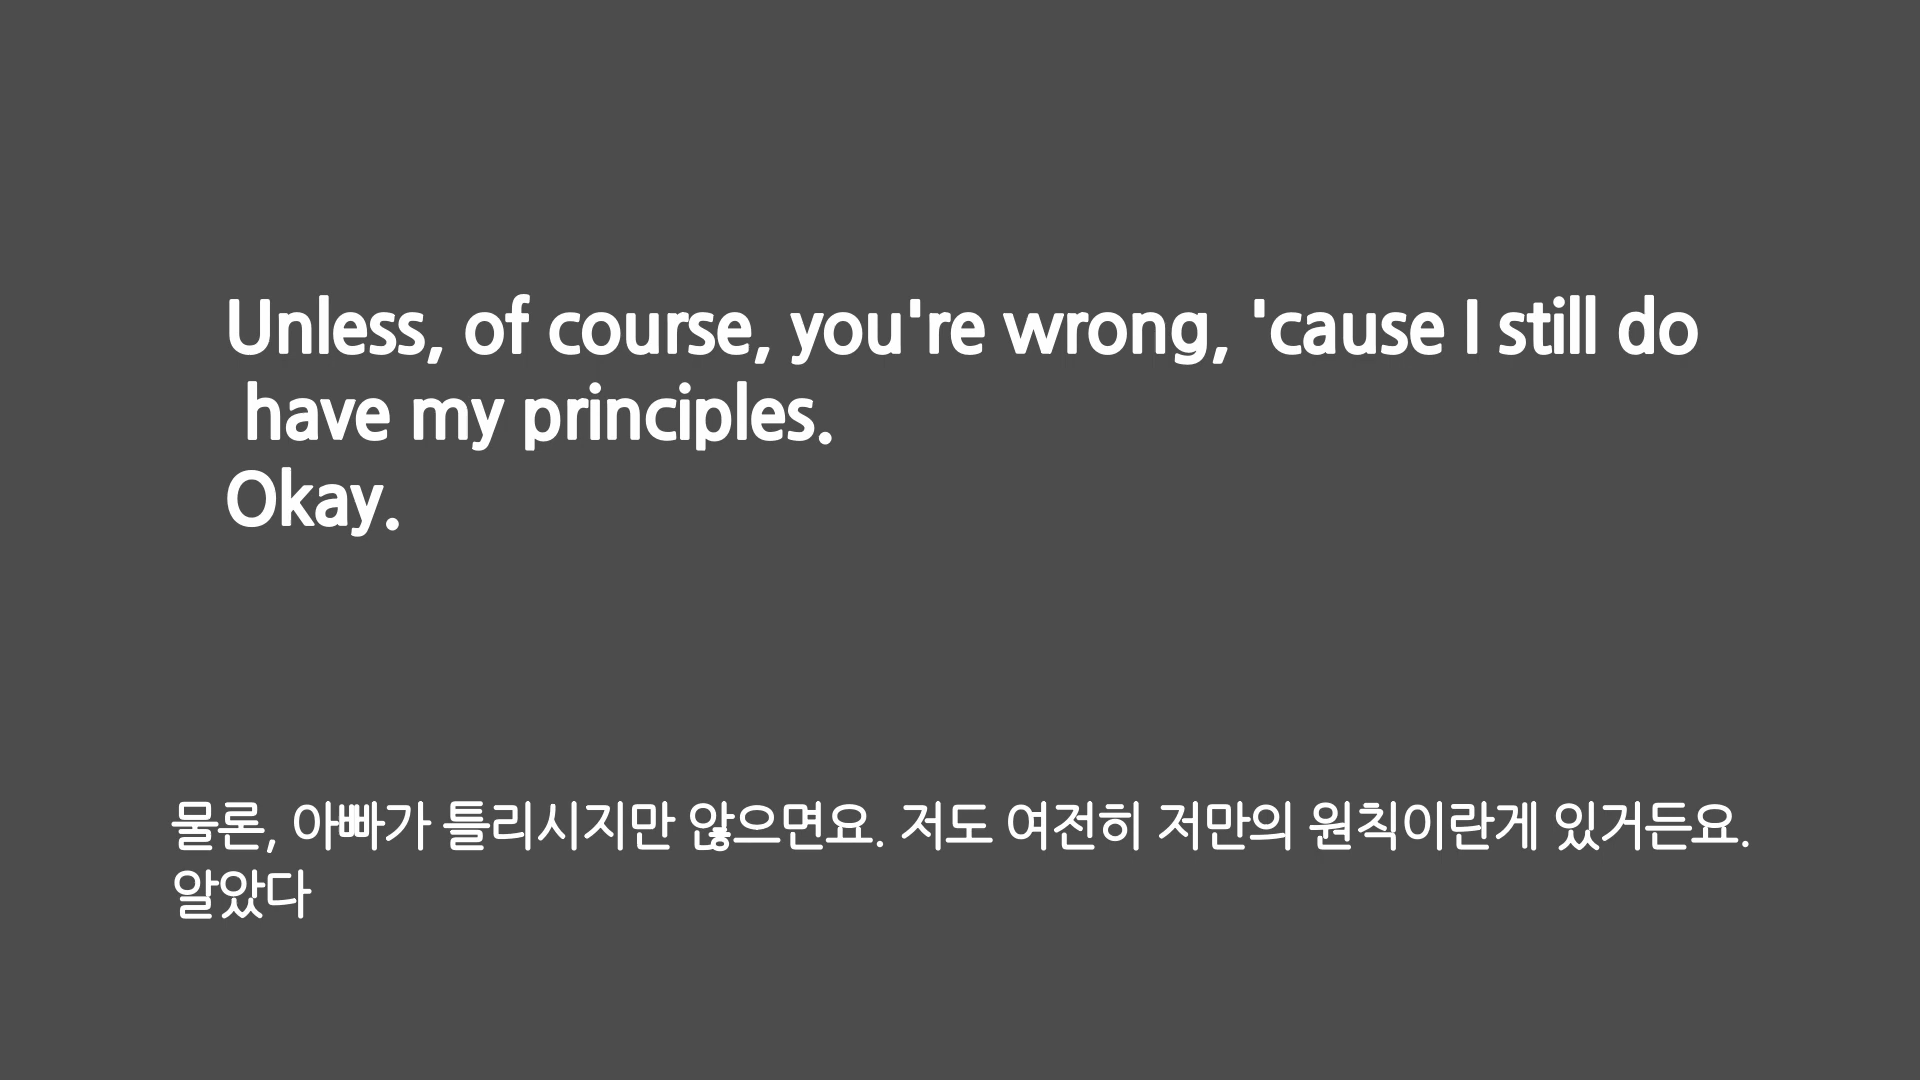 Unless, of course, you're wrong, 'cause I still do
have my principles.
Okay.
물론, 아빠가 틀리시지만 않으면요. 저도 여전히 저만의 원칙이란게 있거든요.
알았다